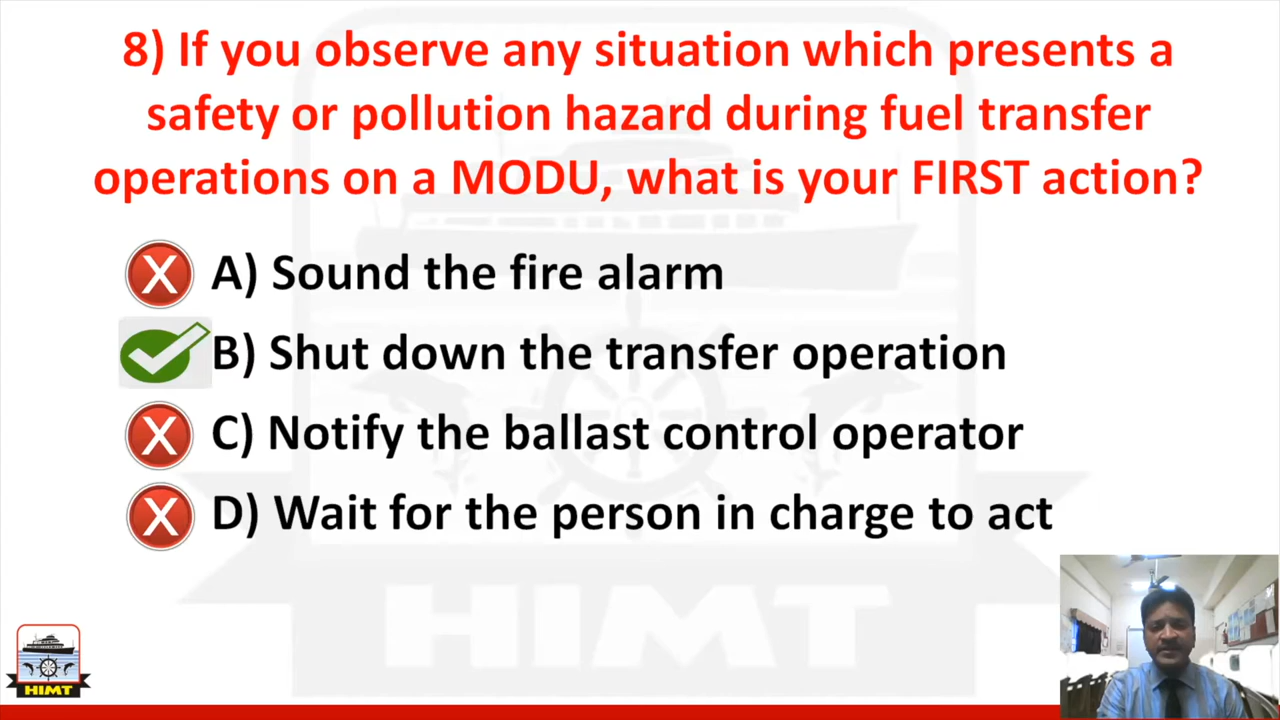 8) If you observe any situation which presents a
safety or pollution hazard during fuel transfer
operations on a MODU, what is your FIRST action?
A) Sound the fire alarm
B) Shut down the transfer operation
C) Notify the ballast control operator
D) Wait for the person in charge to act
HIMT
HIMT